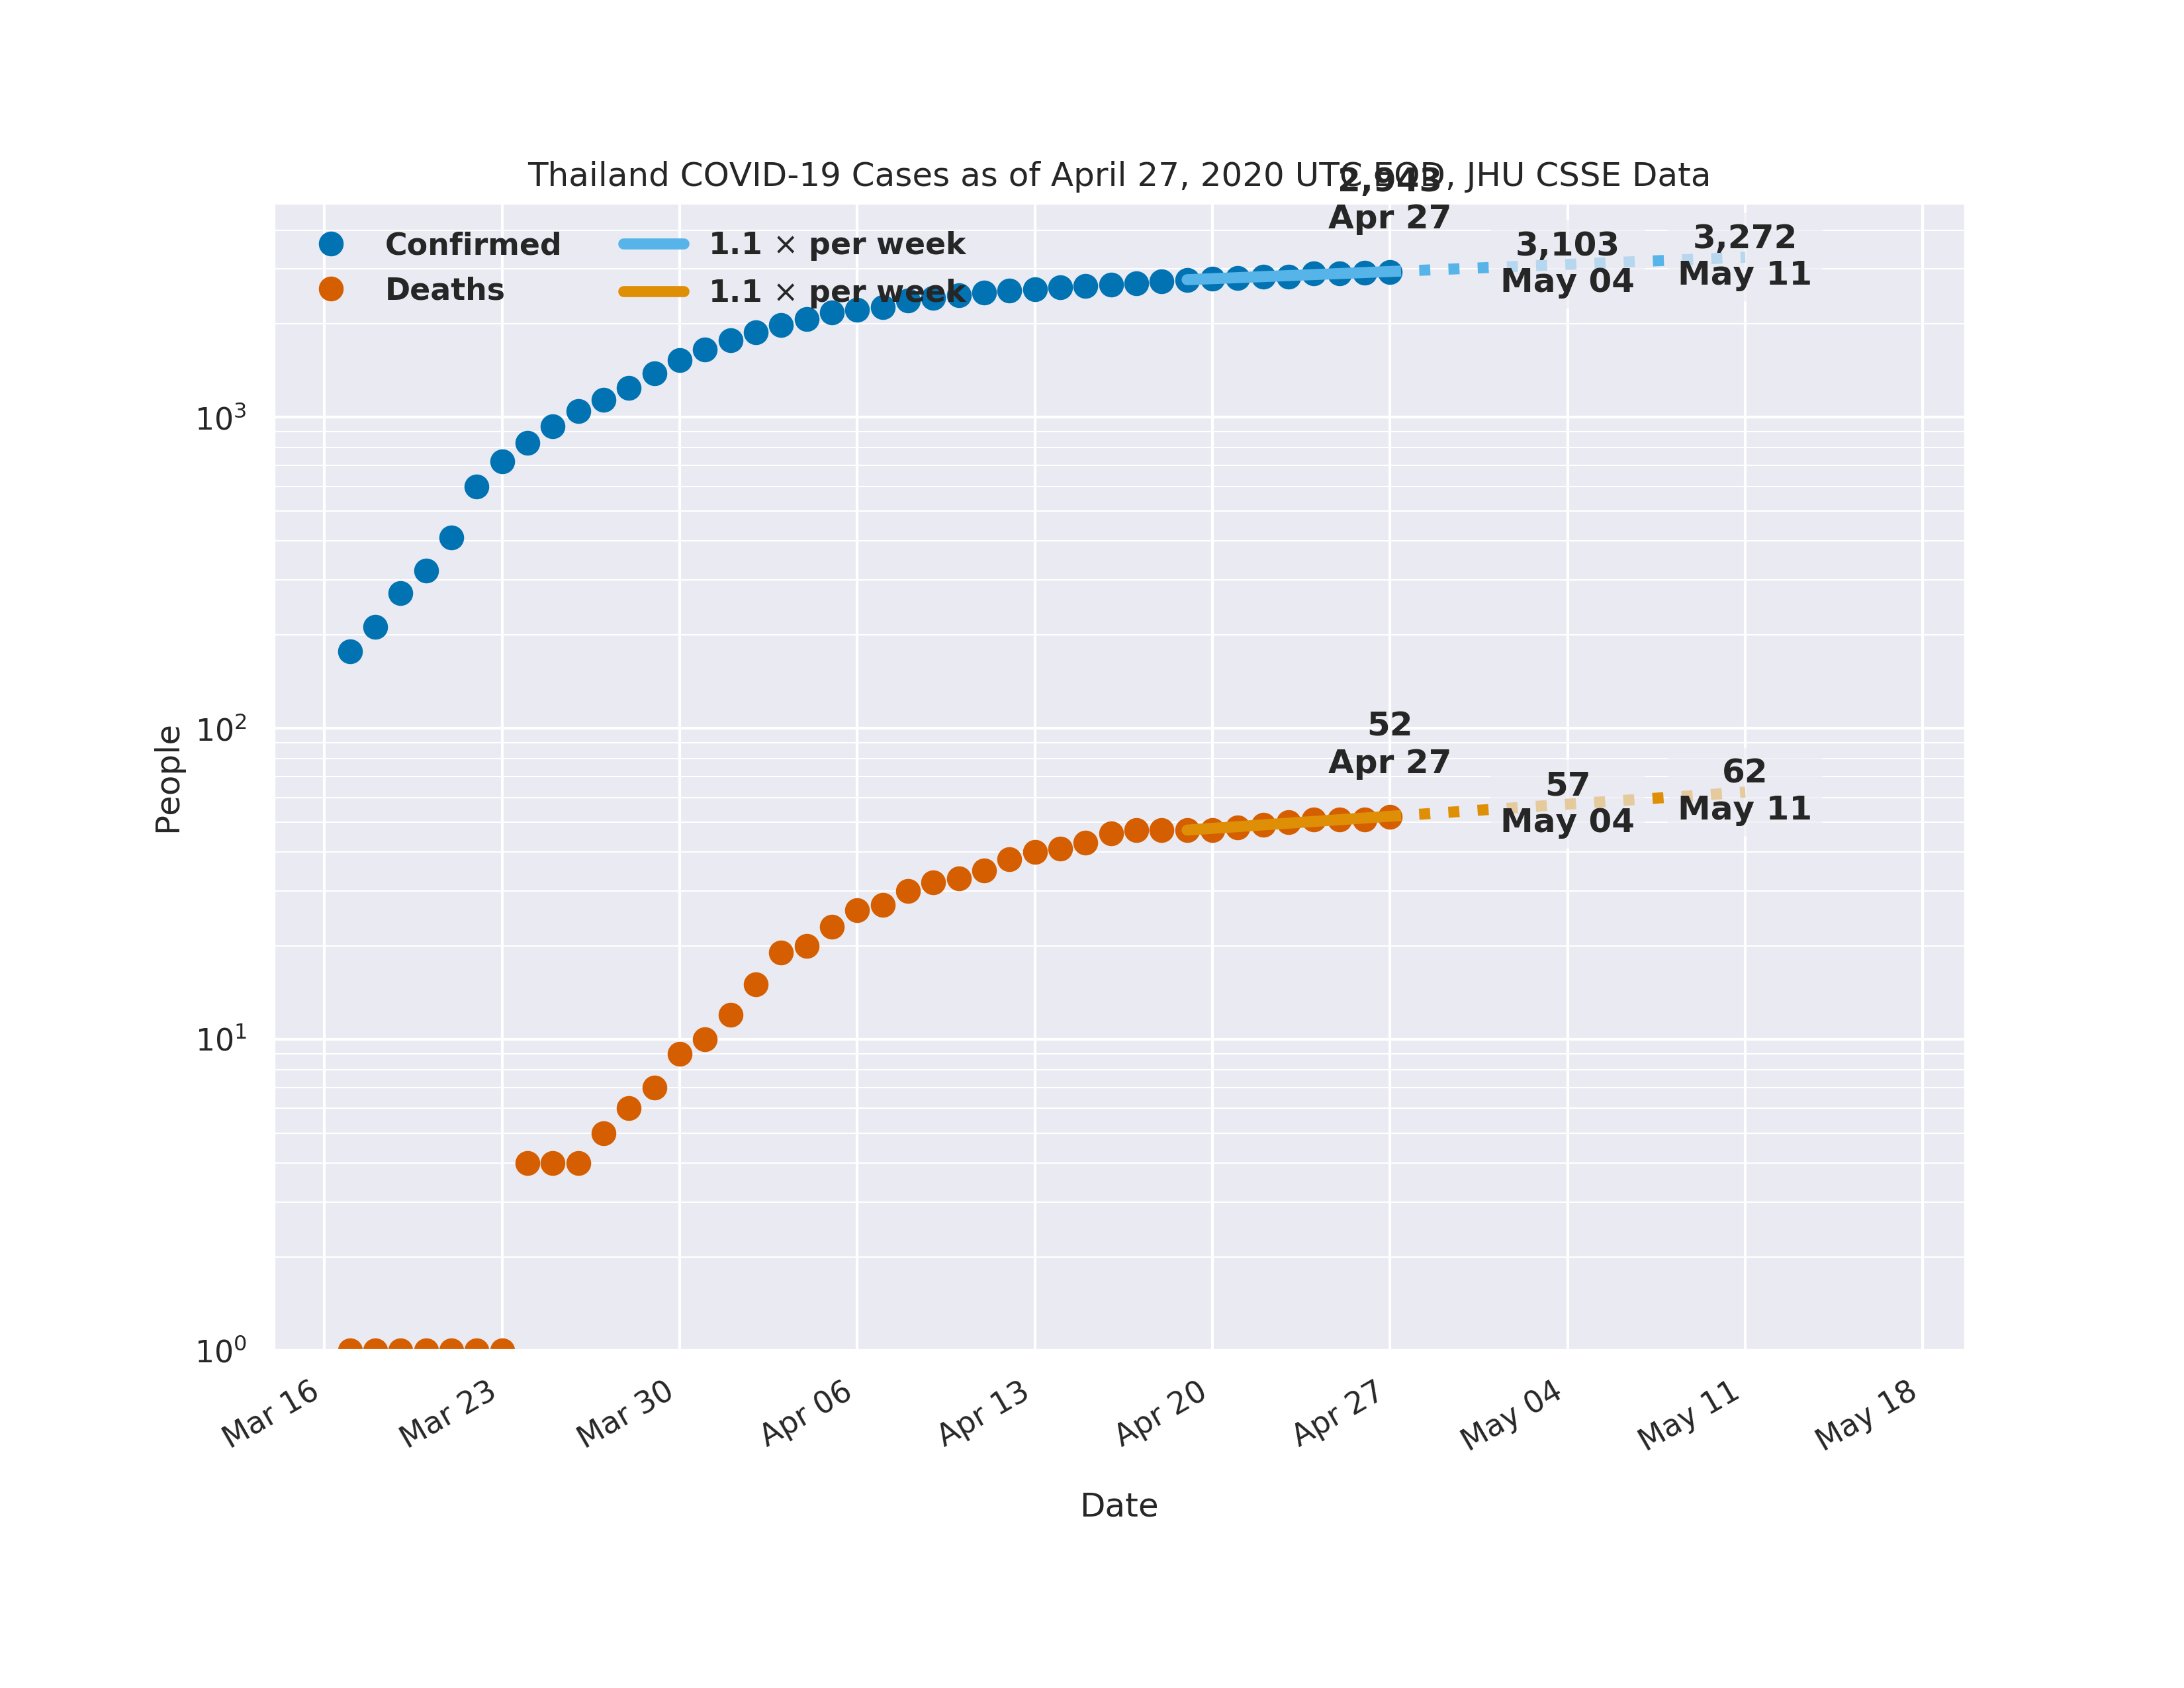 Thailand COVID-19 Cases as of April 27, 2020 UTC EOD, JHU CSSE Data
2,943
Apr 27
3,103
May 04
3,272
May 11
Confirmed
Deaths
1.1 × per week
1.1 × per week
10³
10²
10¹
10⁰
People
52
Apr 27
57
May 04
62
May 11
Mar 16
Mar 23
Mar 30
Apr 06
Apr 13
Apr 20
Apr 27
May 04
May 11
May 18
Date